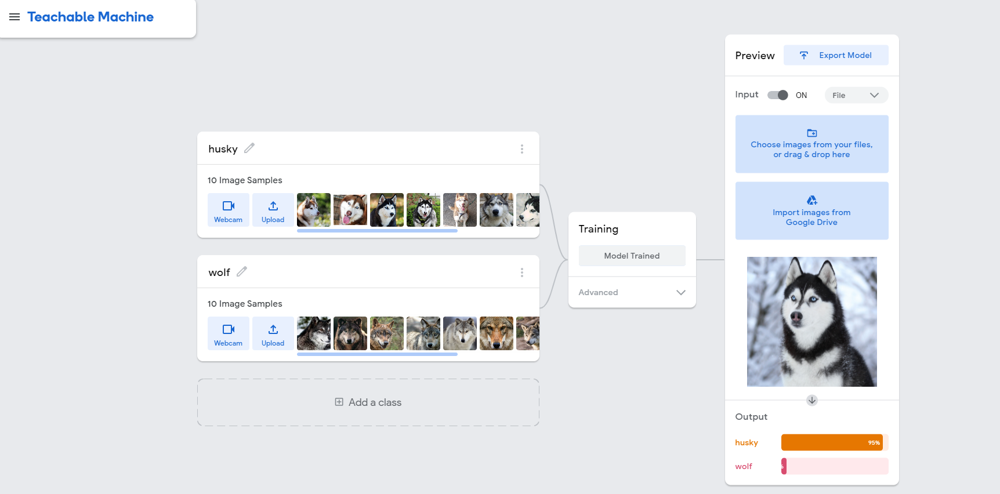 Teachable Machine
husky
10 Image Samples
Webcam
Upload
wolf
10 Image Samples
Webcam
Upload
Add a class
Training
Model Trained
Advanced
Preview
Export Model
Input
ON
File
Choose images from your files,
or drag & drop here
Import images from
Google Drive
Output
husky
95%
wolf
%